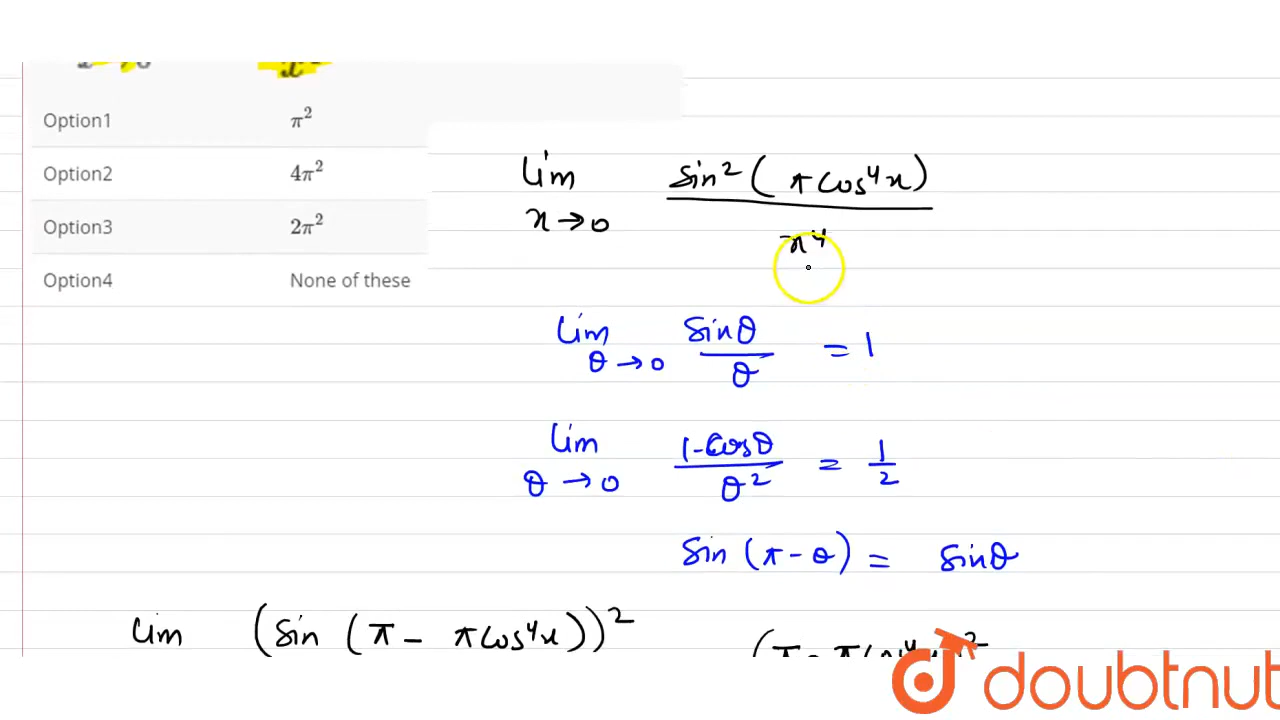 Option1 π²
Option2 4π²
Option3 2π²
Option4 None of these
lim x→0 sin²(π cos⁴x) / x⁴
lim θ→0 sinθ / θ = 1
lim θ→0 1-cosθ / θ² = 1/2
sin (π - θ) = sinθ
lim (sin (π - π cos⁴x))²
doubtnut